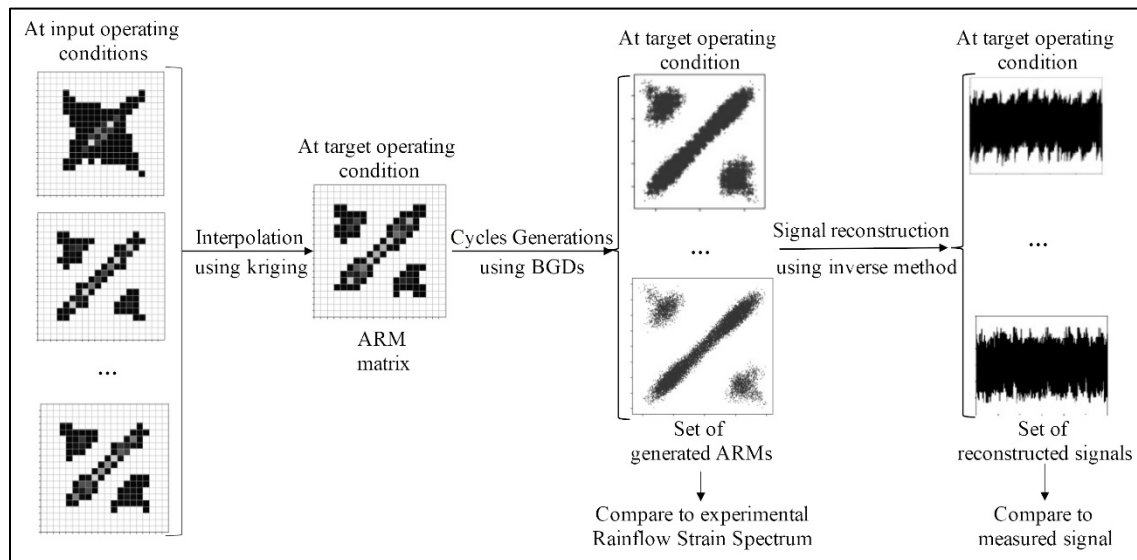 At input operating
conditions
...
Interpolation
using kriging
At target operating
condition
ARM
matrix
Cycles Generations
using BGDs
At target operating
condition
...
Set of
generated ARMs
Compare to experimental
Rainflow Strain Spectrum
Signal reconstruction
using inverse method
At target operating
condition
...
Set of
reconstructed signals
Compare to
measured signal